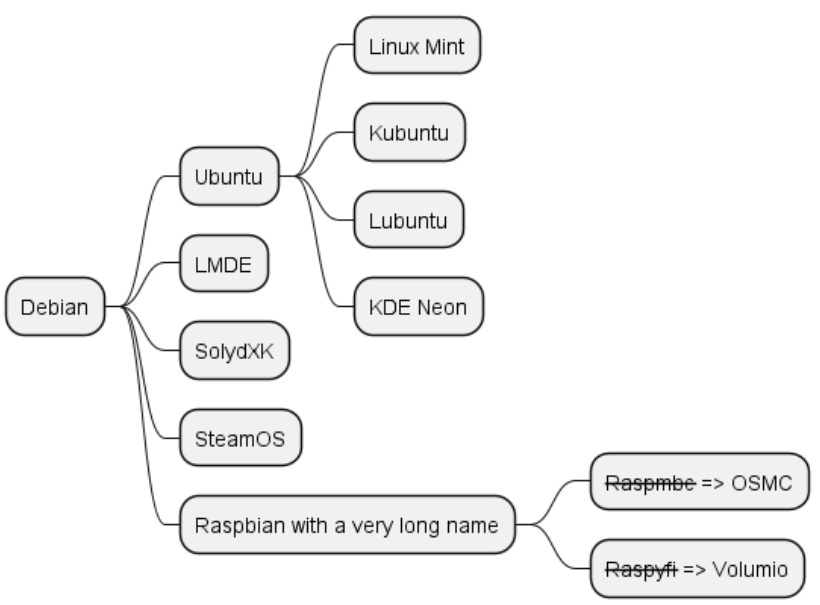 Debian
Ubuntu
Linux Mint
Kubuntu
Lubuntu
KDE Neon
LMDE
SolydXK
SteamOS
Raspbian with a very long name
Raspmbc => OSMC
Raspyfi => Volumio